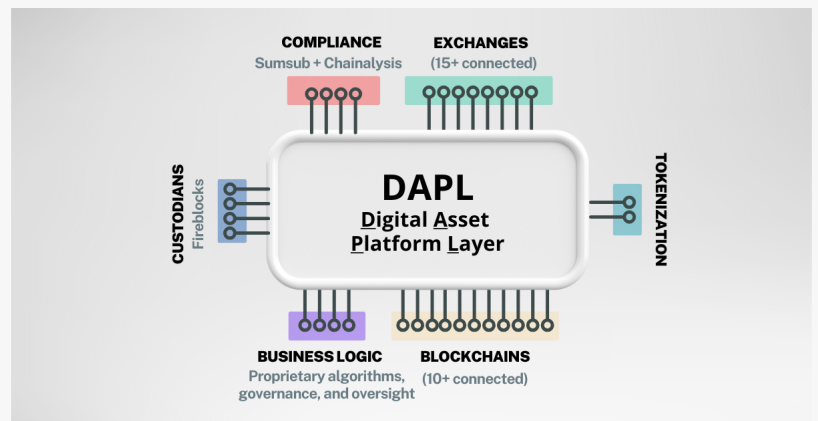 COMPLIANCE
Sumsub + Chainalysis
EXCHANGES
(15+ connected)
CUSTODIANS
Fireblocks
DAPL
Digital Asset
Platform Layer
TOKENIZATION
BUSINESS LOGIC
Proprietary algorithms,
governance, and oversight
BLOCKCHAINS
(10+ connected)